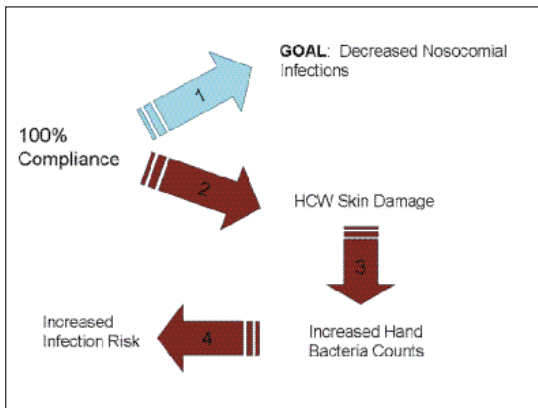 GOAL: Decreased Nosocomial
Infections
1
100%
Compliance
2
HCW Skin Damage
3
Increased
Infection Risk
4
Increased Hand
Bacteria Counts